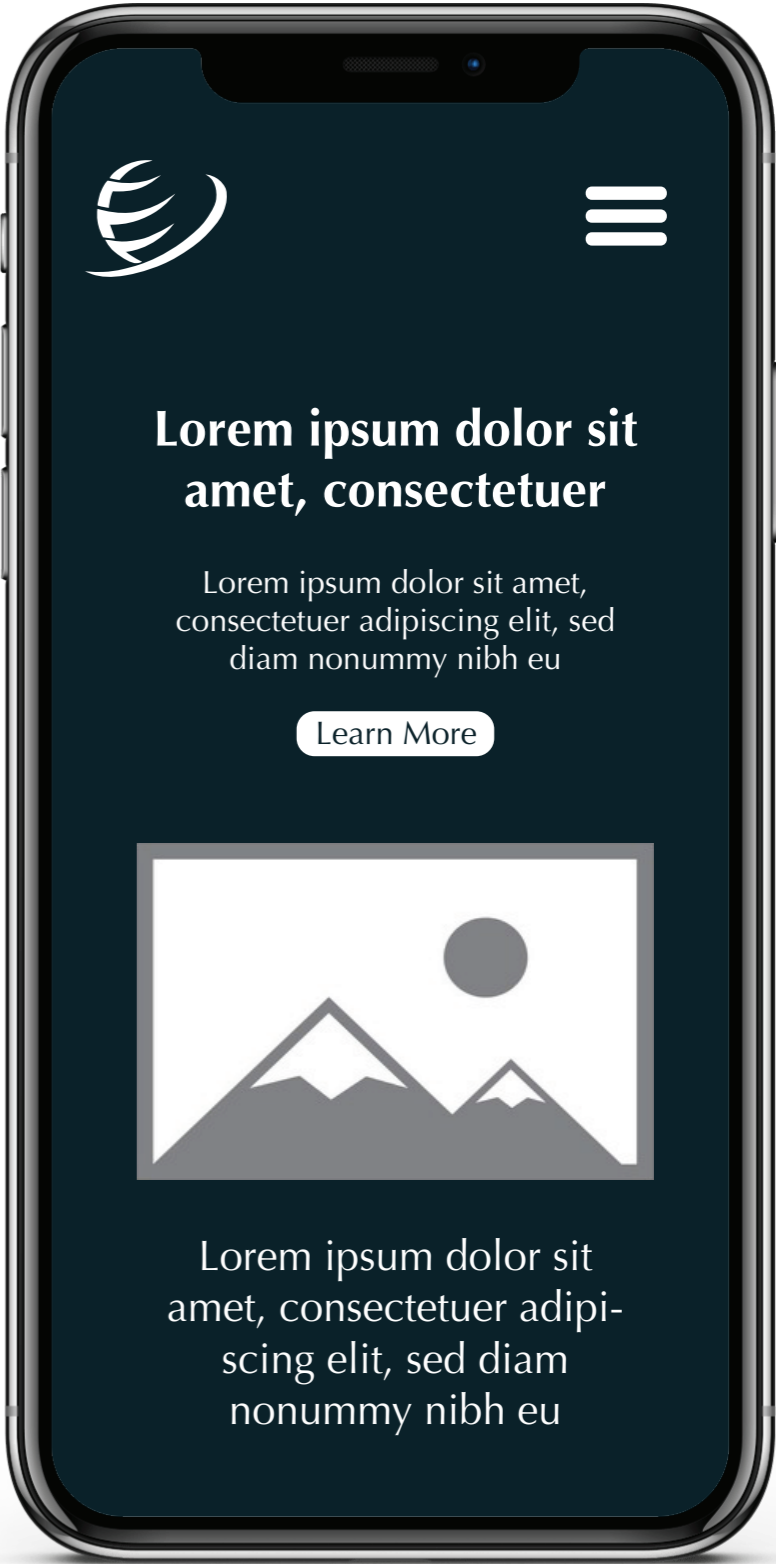 Lorem ipsum dolor sit
amet, consectetuer
Lorem ipsum dolor sit amet,
consectetuer adipiscing elit, sed
diam nonummy nibh eu
Learn More
Lorem ipsum dolor sit
amet, consectetuer adipi-
scing elit, sed diam
nonummy nibh eu